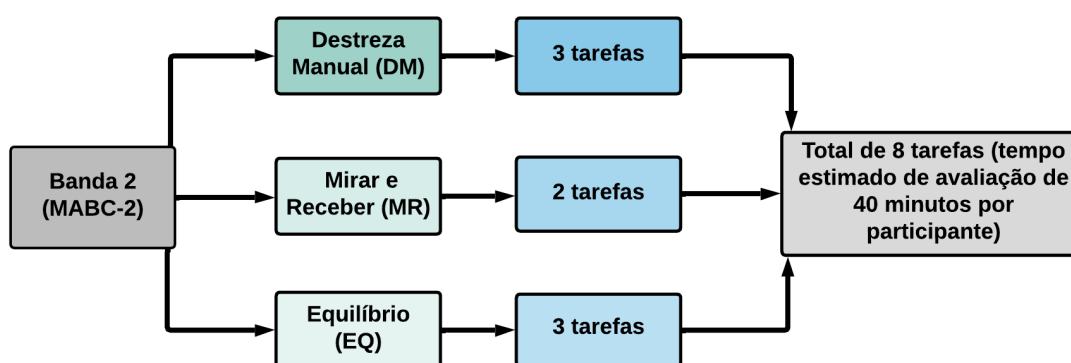 Banda 2
(MABC-2)
Destreza
Manual (DM)
3 tarefas
Mirar e
Receber (MR)
2 tarefas
Equilíbrio
(EQ)
3 tarefas
Total de 8 tarefas (tempo
estimado de avaliação de
40 minutos por
participante)